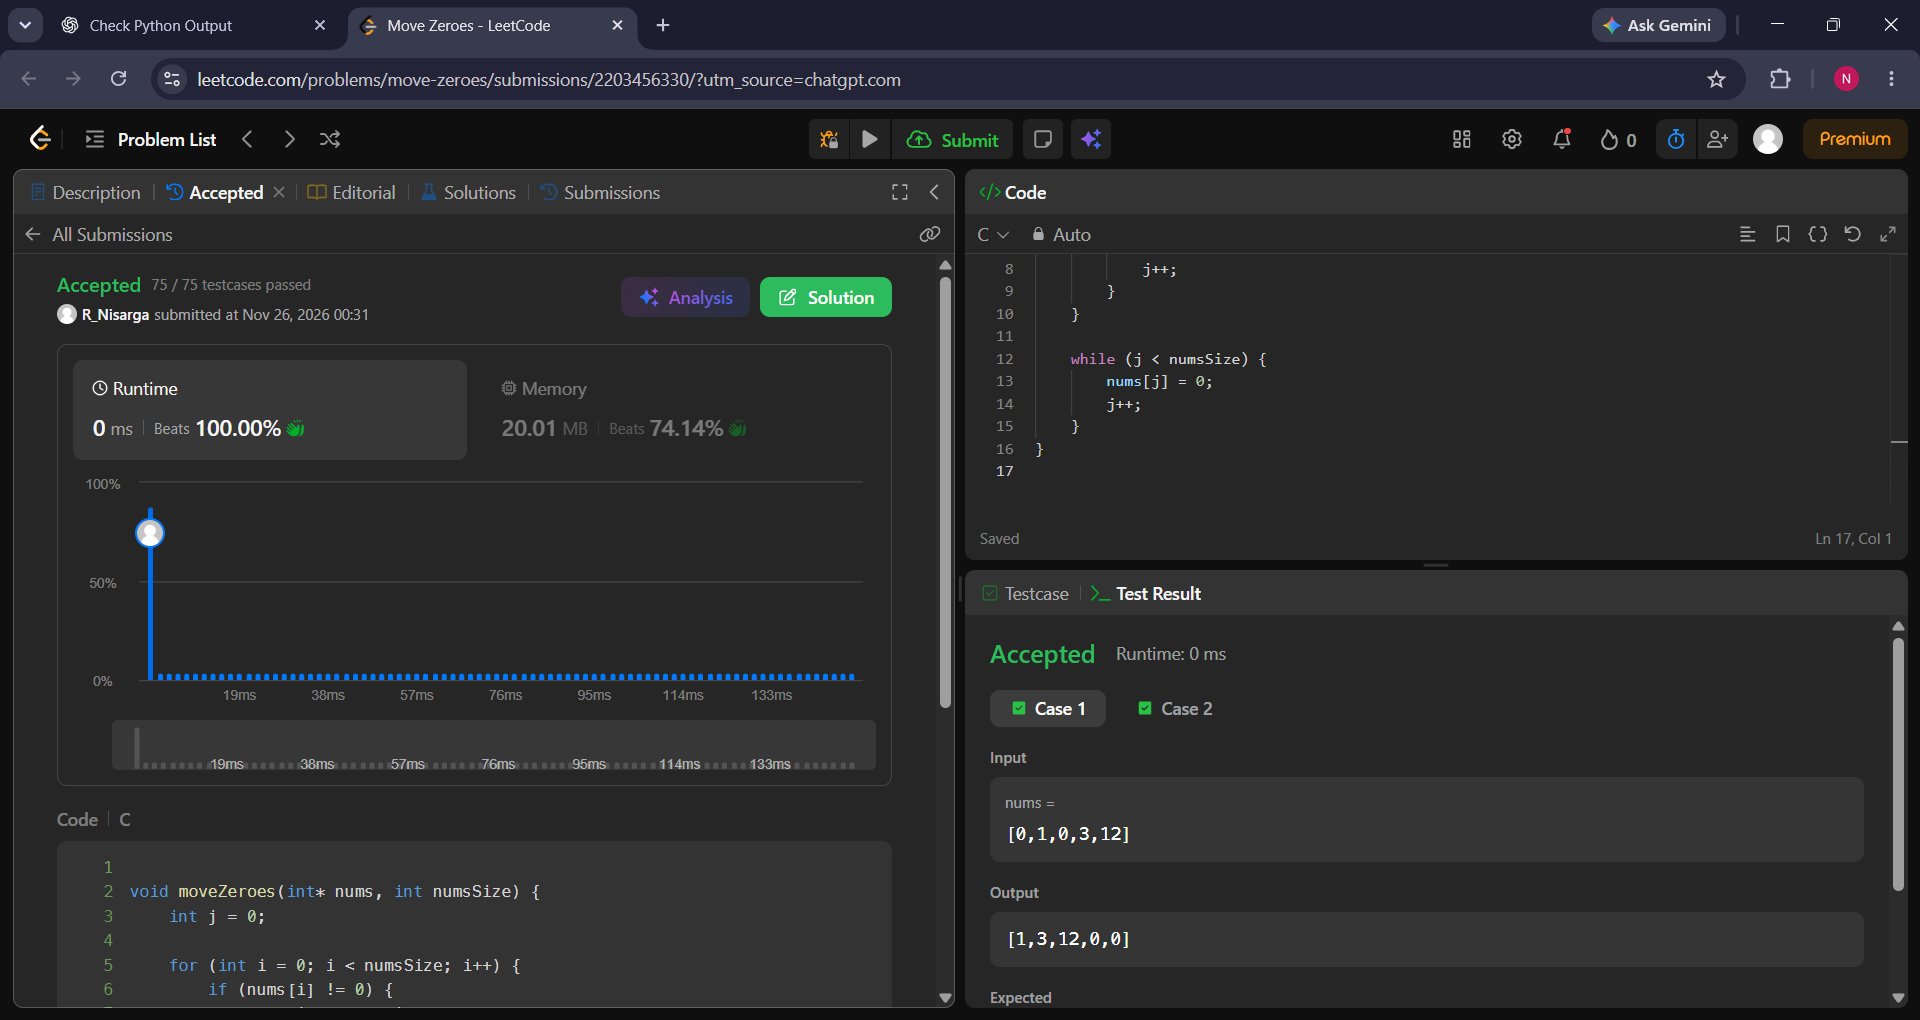 Check Python Output
Move Zeroes - LeetCode
Ask Gemini
leetcode.com/problems/move-zeroes/submissions/2203456330/?utm_source=chatgpt.com
N
Problem List
Submit
0
Premium
Description
Accepted
Editorial
Solutions
Submissions
All Submissions
Accepted 75 / 75 testcases passed
R_Nisarga submitted at Nov 26, 2026 00:31
Analysis
Solution
Runtime
0 ms Beats 100.00%
Memory
20.01 MB Beats 74.14%
100%
50%
0%
19ms 38ms 57ms 76ms 95ms 114ms 133ms
19ms 38ms 57ms 76ms 95ms 114ms 133ms
Code C
1
2 void moveZeroes(int* nums, int numsSize) {
3 int j = 0;
4
5 for (int i = 0; i < numsSize; i++) {
6 if (nums[i] != 0) {
</> Code
C Auto
8 j++;
9 }
10 }
11
12 while (j < numsSize) {
13 nums[j] = 0;
14 j++;
15 }
16 }
17
Saved
Ln 17, Col 1
Testcase
Test Result
Accepted Runtime: 0 ms
Case 1
Case 2
Input
nums =
[0,1,0,3,12]
Output
[1,3,12,0,0]
Expected